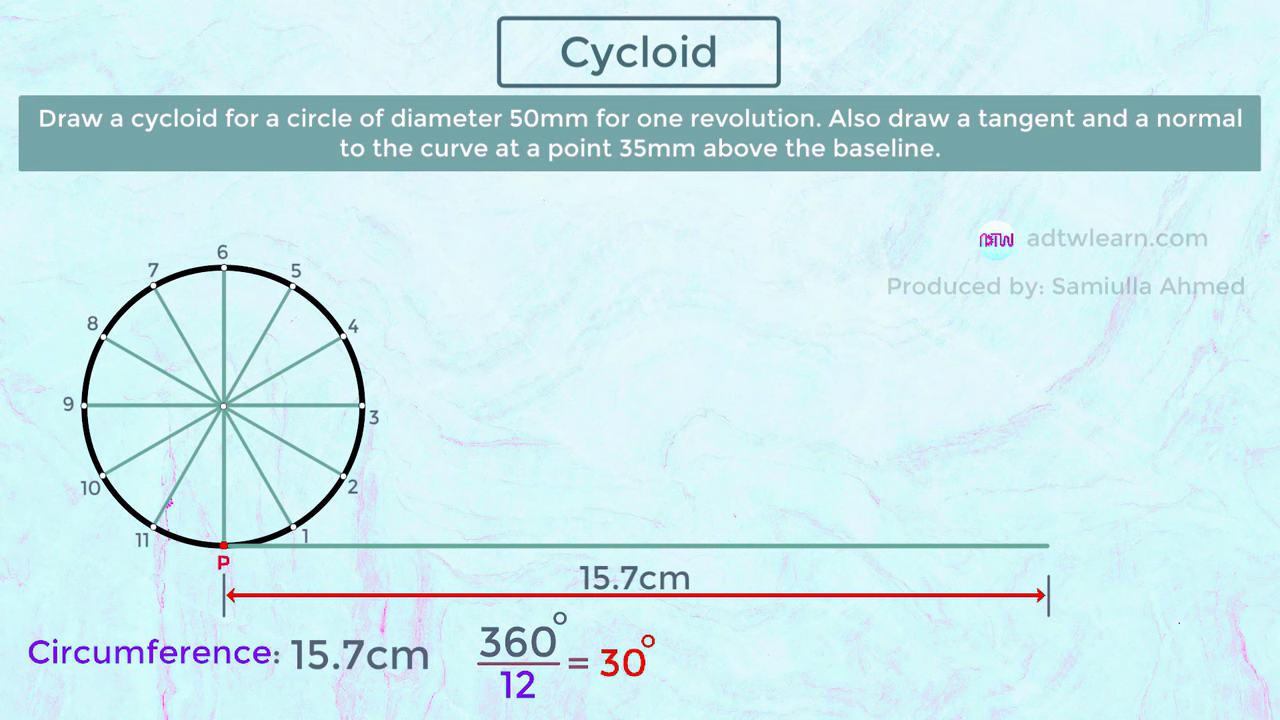 Cycloid
Draw a cycloid for a circle of diameter 50mm for one revolution. Also draw a tangent and a normal
to the curve at a point 35mm above the baseline.
adtwlearn.com
Produced by: Samiulla Ahmed
6
7
5
8
4
9
3
10
2
11
1
P
15.7cm
Circumference: 15.7cm
360°
12
= 30°